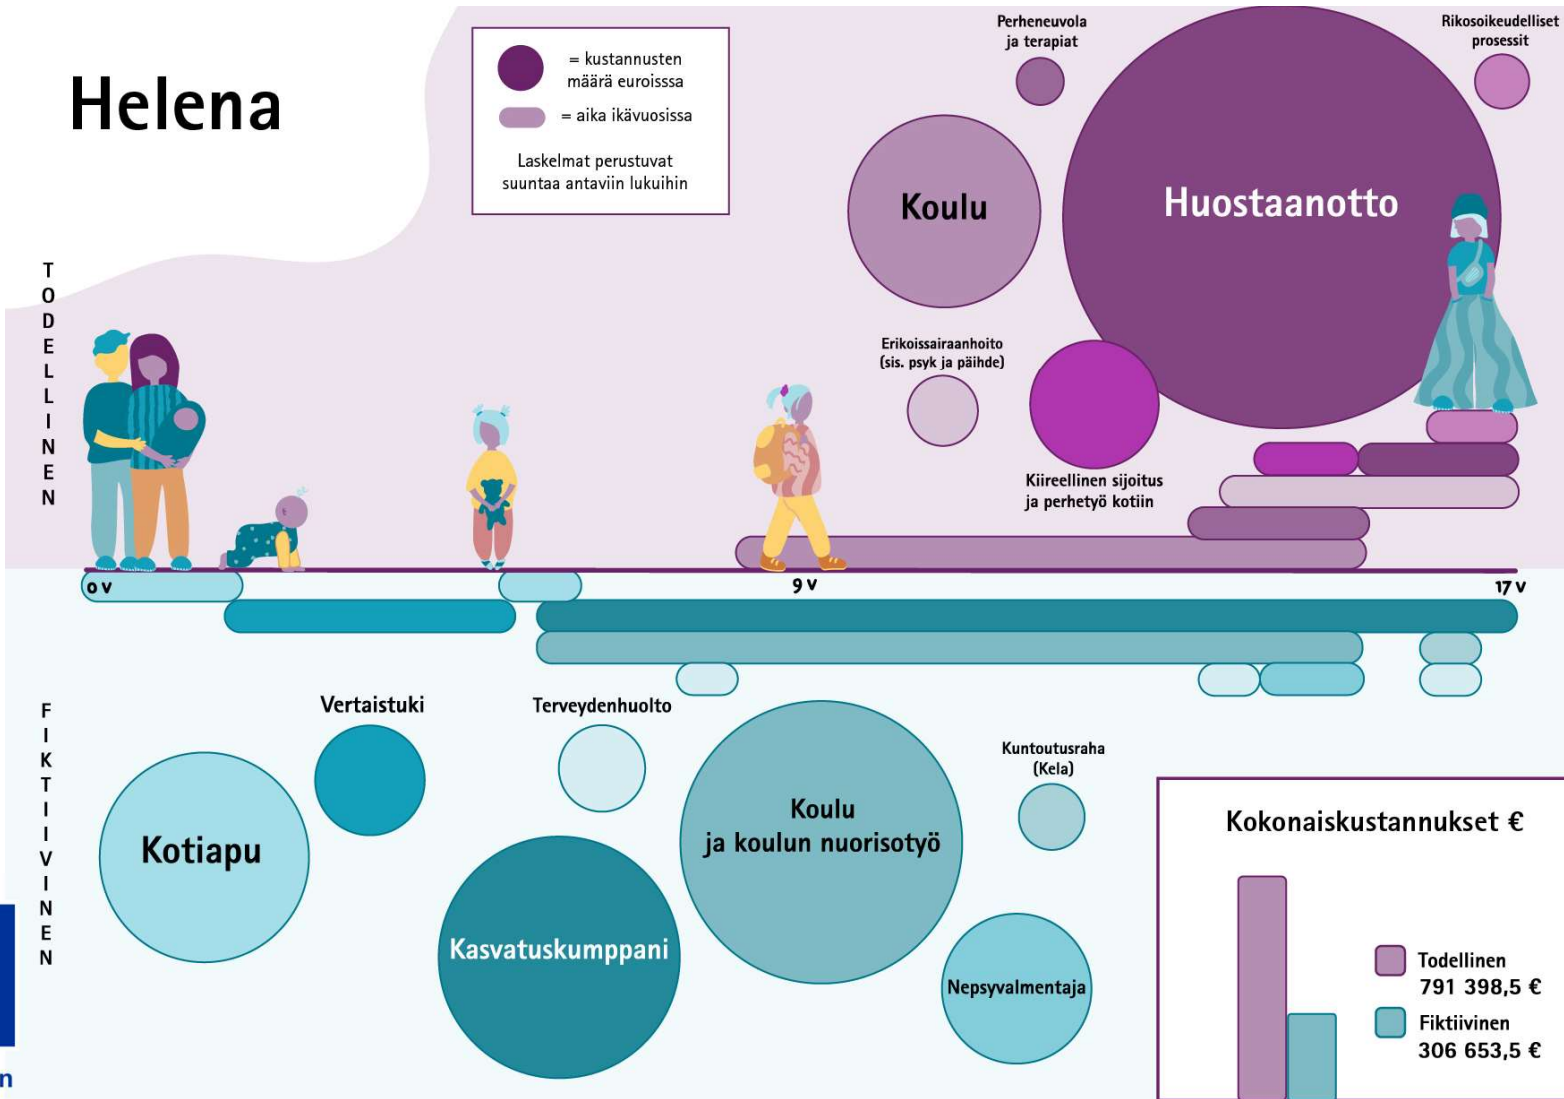 Helena
= kustannusten
määrä euroisssa
= aika ikävuosissa
Laskelmat perustuvat
suuntaa antaviin lukuihin
TODELLINEN
Perheneuvola
ja terapiat
Rikosoikeudelliset
prosessit
Koulu
Huostaanotto
Erikoissairaanhoito
(sis. psyk ja päihde)
Kiireellinen sijoitus
ja perhetyö kotiin
0 v
9 v
17 v
FIKTIIVINEN
Vertaistuki
Terveydenhuolto
Kotiapu
Kasvatuskumppani
Koulu
ja koulun nuorisotyö
Kuntoutusraha
(Kela)
Nepsyvalmentaja
Kokonaiskustannukset €
Todellinen
791 398,5 €
Fiktiivinen
306 653,5 €
n